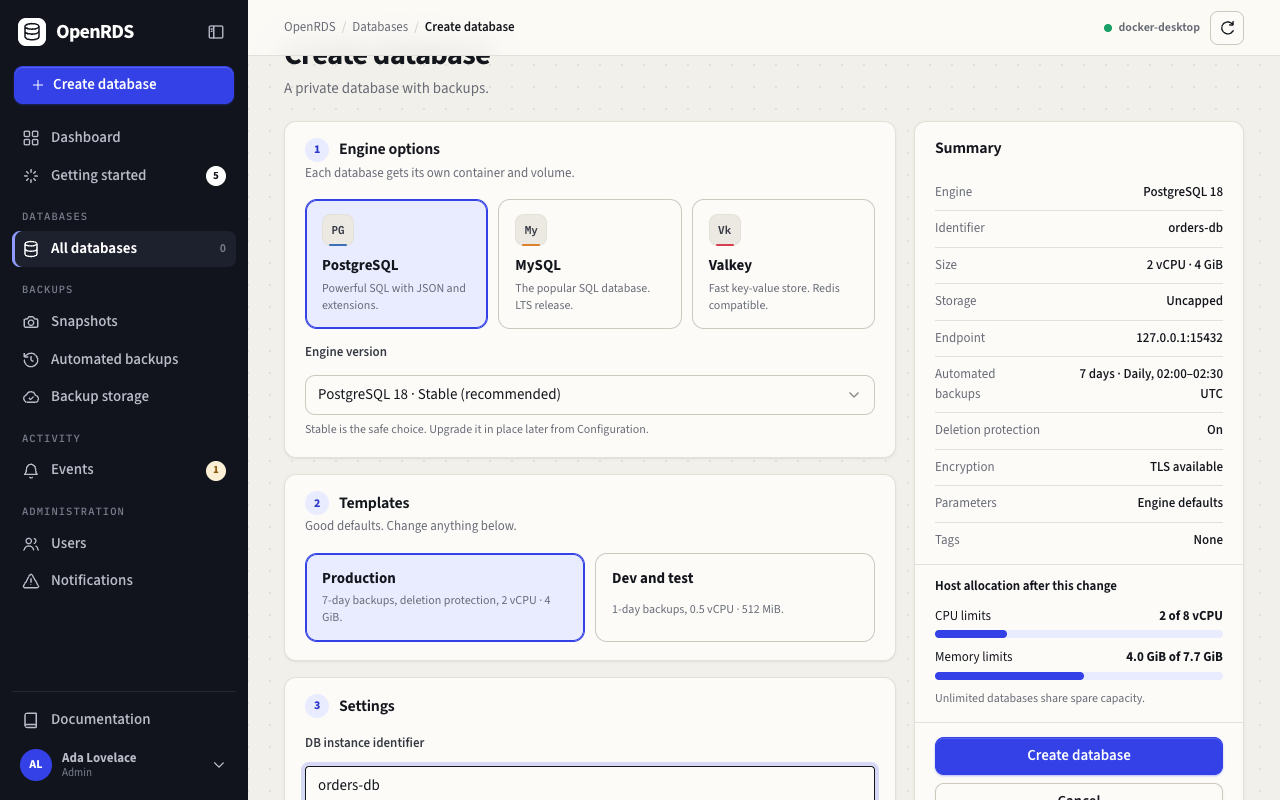 OpenRDS
Create database
Dashboard
Getting started 5
DATABASES
All databases 0
BACKUPS
Snapshots
Automated backups
Backup storage
ACTIVITY
Events 1
ADMINISTRATION
Users
Notifications
Documentation
AL Ada Lovelace
Admin
OpenRDS / Databases / Create database
docker-desktop
Create database
A private database with backups.
1 Engine options
Each database gets its own container and volume.
PG
PostgreSQL
Powerful SQL with JSON and
extensions.
My
MySQL
The popular SQL database.
LTS release.
Vk
Valkey
Fast key-value store. Redis
compatible.
Engine version
PostgreSQL 18 · Stable (recommended)
Stable is the safe choice. Upgrade it in place later from Configuration.
2 Templates
Good defaults. Change anything below.
Production
7-day backups, deletion protection, 2 vCPU · 4
GiB.
Dev and test
1-day backups, 0.5 vCPU · 512 MiB.
3 Settings
DB instance identifier
orders-db
Summary
Engine PostgreSQL 18
Identifier orders-db
Size 2 vCPU · 4 GiB
Storage Uncapped
Endpoint 127.0.0.1:15432
Automated 7 days · Daily, 02:00–02:30
backups UTC
Deletion protection On
Encryption TLS available
Parameters Engine defaults
Tags None
Host allocation after this change
CPU limits 2 of 8 vCPU
Memory limits 4.0 GiB of 7.7 GiB
Unlimited databases share spare capacity.
Create database
Cancel